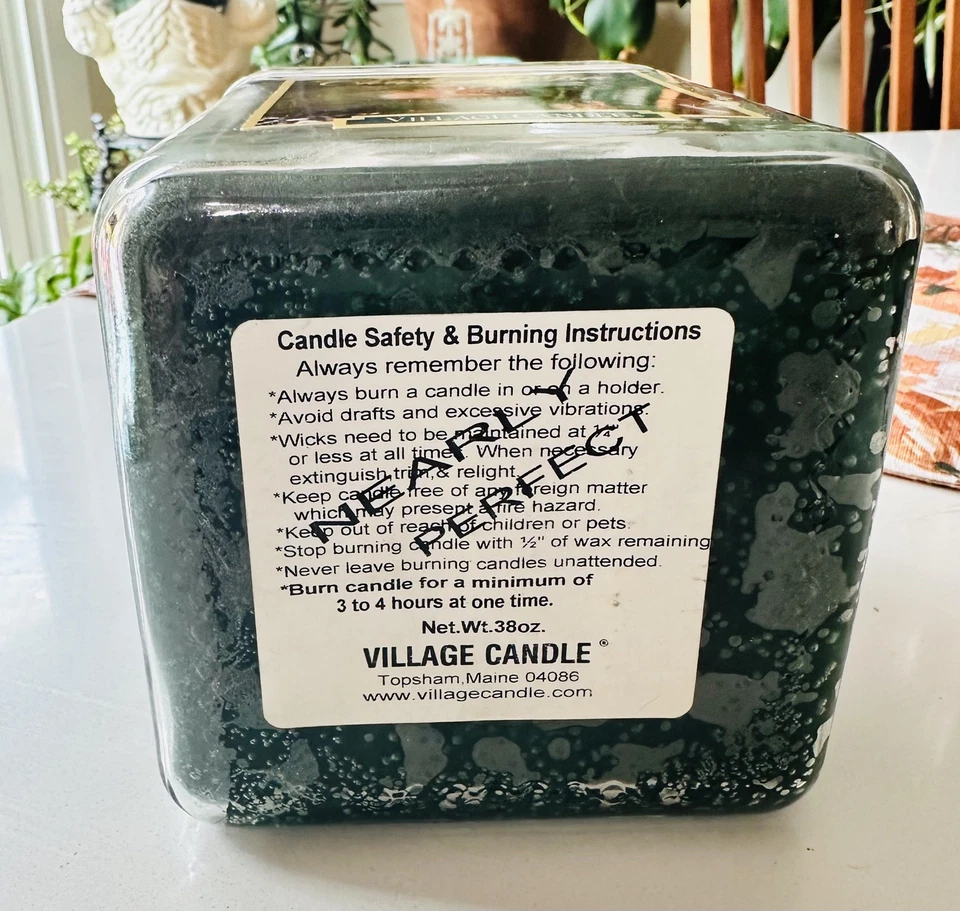 Candle Safety & Burning Instructions
Always remember the following:
*Always burn a candle in or on a holder.
*Avoid drafts and excessive vibrations.
*Wicks need to be maintained at ¼"
or less at all times. When necessary
extinguish,trim,& relight.
*Keep candle free of any foreign matter
which may present a fire hazard.
*Keep out of reach of children or pets.
*Stop burning candle with ½" of wax remaining
*Never leave burning candles unattended.
*Burn candle for a minimum of
3 to 4 hours at one time.
Net.Wt.38oz.
VILLAGE CANDLE®
Topsham,Maine 04086
www.villagecandle.com
NEARLY
PERFECT